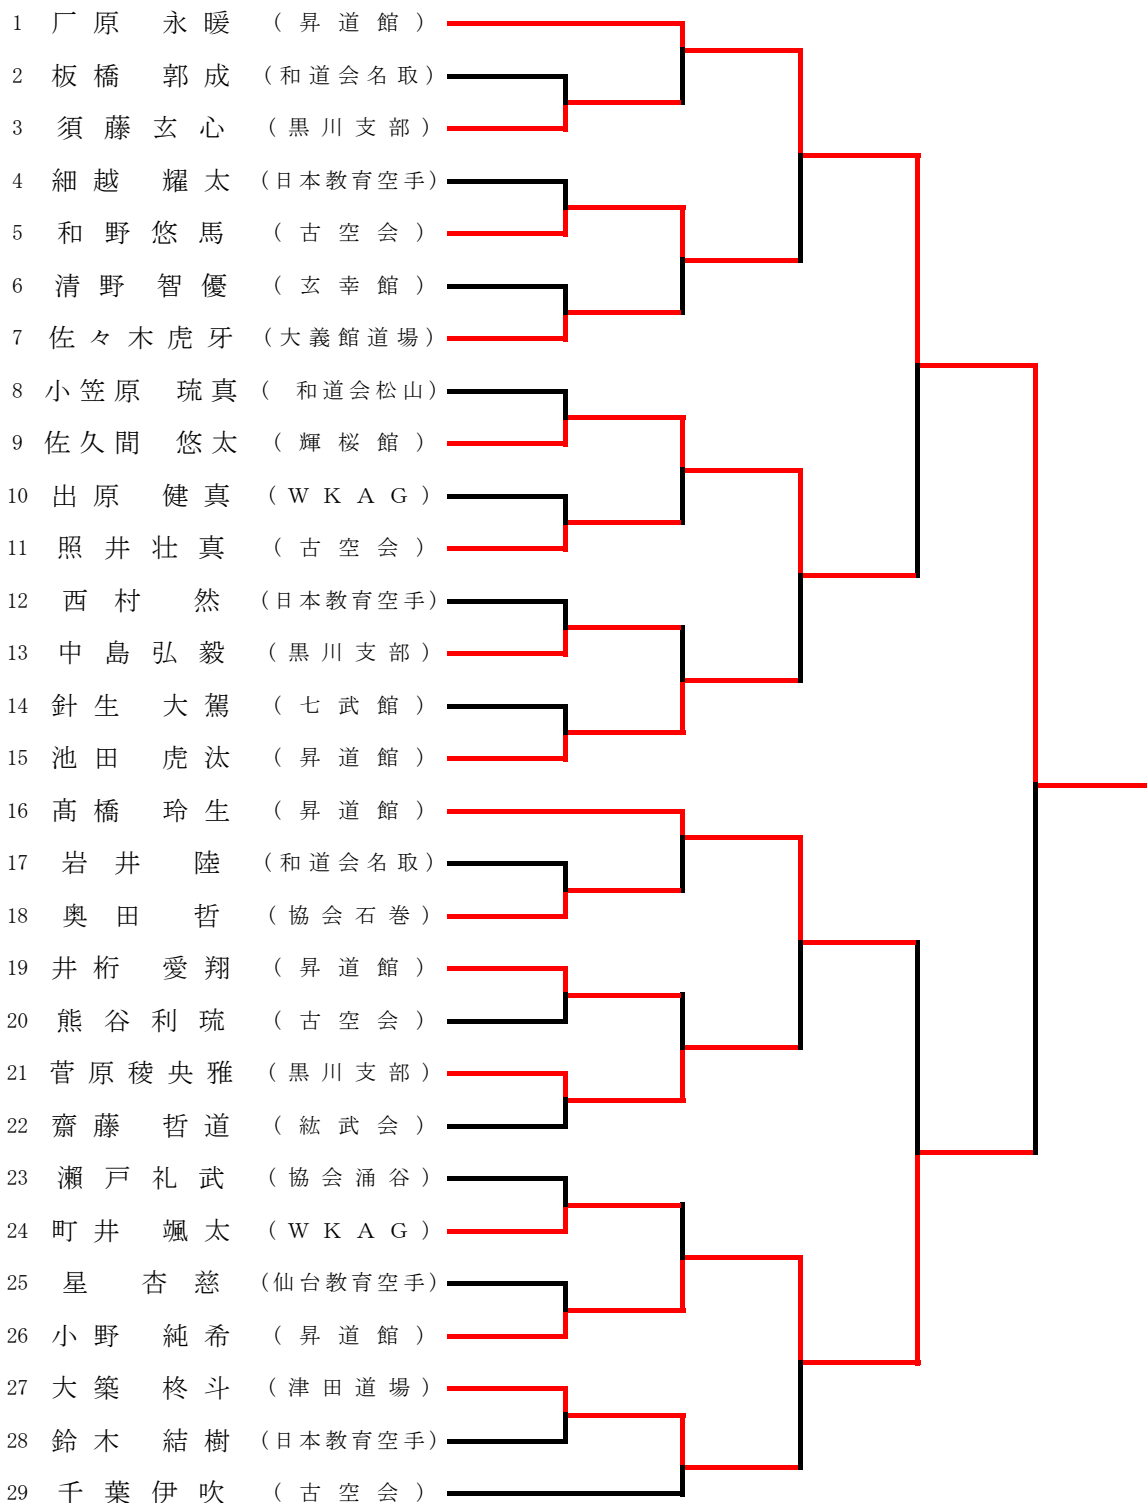 1 厂原 永暖 (昇道館)
2 板橋 郭成 (和道会名取)
3 須藤玄心 (黒川支部)
4 細越 耀太 (日本教育空手)
5 和野悠馬 (古空会)
6 清野 智優 (玄幸館)
7 佐々木虎牙 (大義館道場)
8 小笠原 琉真 ( 和道会松山)
9 佐久間 悠太 (輝桜館)
10 出原 健真 (WKAG)
11 照井壮真 (古空会)
12 西村 然 (日本教育空手)
13 中島弘毅 (黒川支部)
14 針生 大駕 (七武館)
15 池田 虎汰 (昇道館)
16 髙橋 玲生 (昇道館)
17 岩井 陸 (和道会名取)
18 奥田 哲 (協会石巻)
19 井桁 愛翔 (昇道館)
20 熊谷利琉 (古空会)
21 菅原稜央雅 (黒川支部)
22 齋藤 哲道 (紘武会)
23 瀨戸礼武 (協会涌谷)
24 町井 颯太 (WKAG)
25 星 杏慈 (仙台教育空手)
26 小野 純希 (昇道館)
27 大築 柊斗 (津田道場)
28 鈴木 結樹 (日本教育空手)
29 千葉伊吹 (古空会)